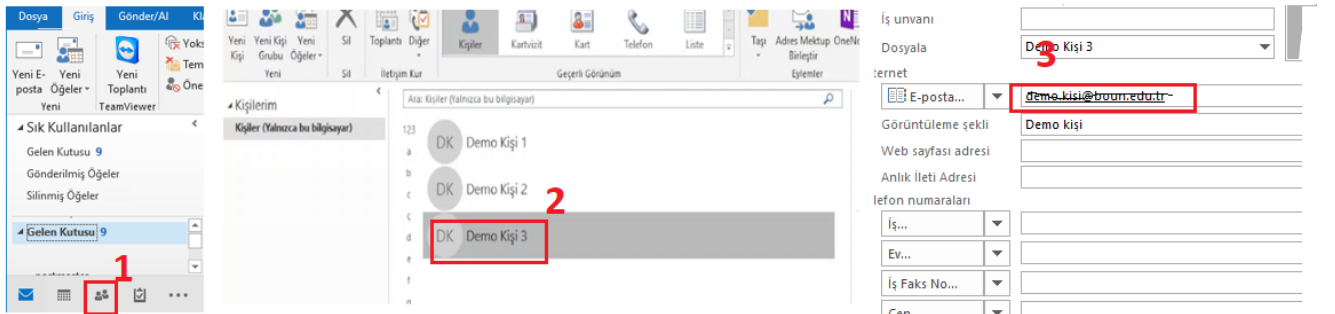 Dosya Giriş Gönder/Al
Yeni E-posta
Yeni Öğeler
Yeni Toplantı
Yeni
TeamViewer
Sık Kullanılanlar
Gelen Kutusu 9
Gönderilmiş Öğeler
Silinmiş Öğeler
Gelen Kutusu 9
1
Yeni Kişi
Yeni Kişi Grubu
Yeni Öğeler
Sil
Toplantı
Diğer
Kişiler
Kartvizit
Kart
Telefon
Liste
Taşı
Adres Mektup Birleştir
Yeni
Sil
İletişim Kur
Geçerli Görünüm
Eylemler
Kişilerim
Kişiler (Yalnızca bu bilgisayar)
Ara: Kişiler (Yalnızca bu bilgisayar)
123
a
b
c
ç
d
e
f
g
DK Demo Kişi 1
DK Demo Kişi 2
DK Demo Kişi 3
2
İş unvanı
Dosyala Demo Kişi 3
3
E-posta... demo.kisi@boun.edu.tr
Görüntüleme şekli Demo kişi
Web sayfası adresi
Anlık İleti Adresi
İş...
Ev...
İş Faks No...